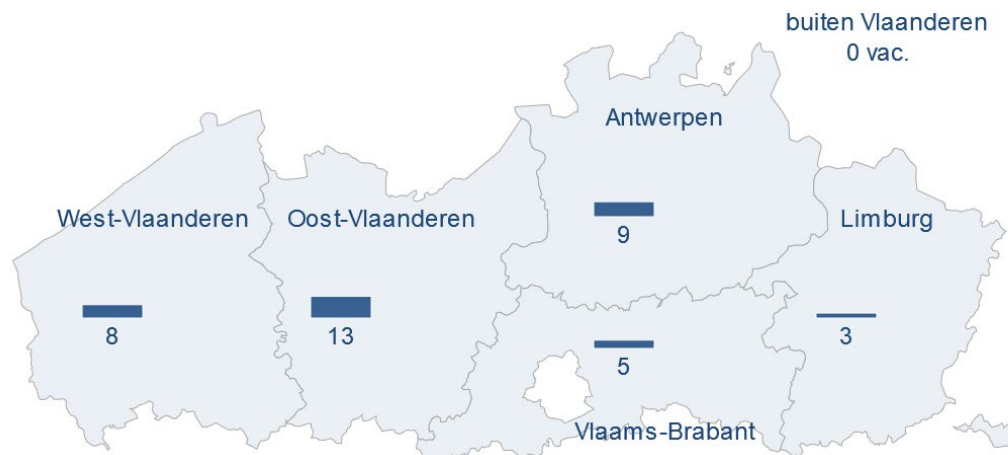 buiten Vlaanderen
0 vac.
Antwerpen
9
West-Vlaanderen
8
Oost-Vlaanderen
13
Limburg
3
5
Vlaams-Brabant